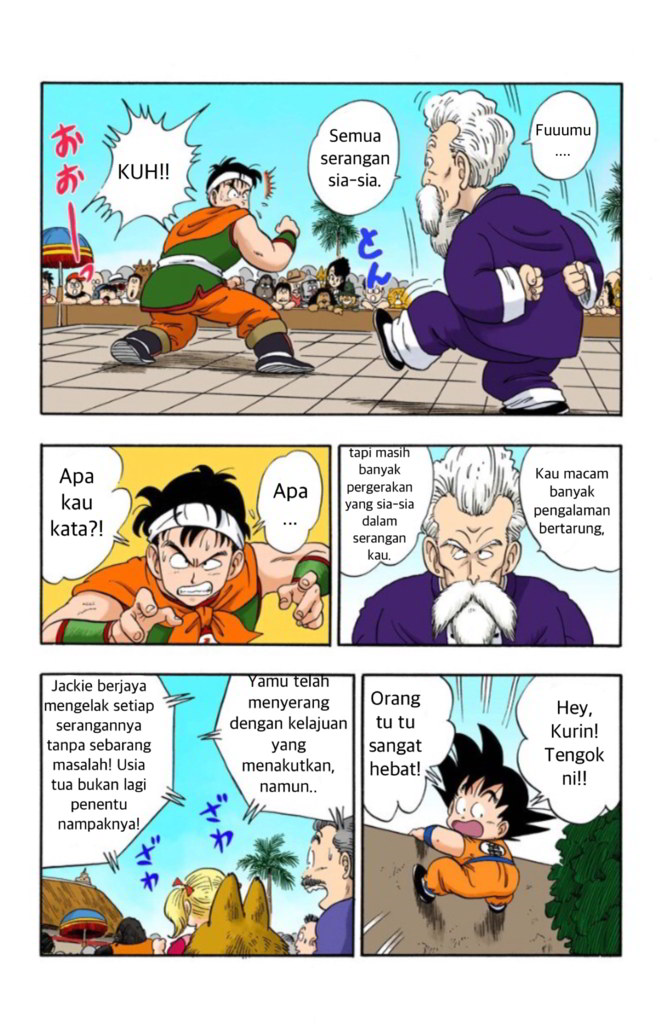 Fuuumu
....
Semua
serangan
sia-sia.
KUH!!
おおーっ
とん
Kau macam
banyak
pengalaman
bertarung,
tapi masih
banyak
pergerakan
yang sia-sia
dalam
serangan
kau.
Apa
...
Apa
kau
kata?!
Hey,
Kurin!
Tengok
ni!!
Orang
tu tu
sangat
hebat!
Yamu telah
menyerang
dengan kelajuan
yang
menakutkan,
namun..
Jackie berjaya
mengelak setiap
serangannya
tanpa sebarang
masalah! Usia
tua bukan lagi
penentu
nampaknya!
ざわ
ざわ